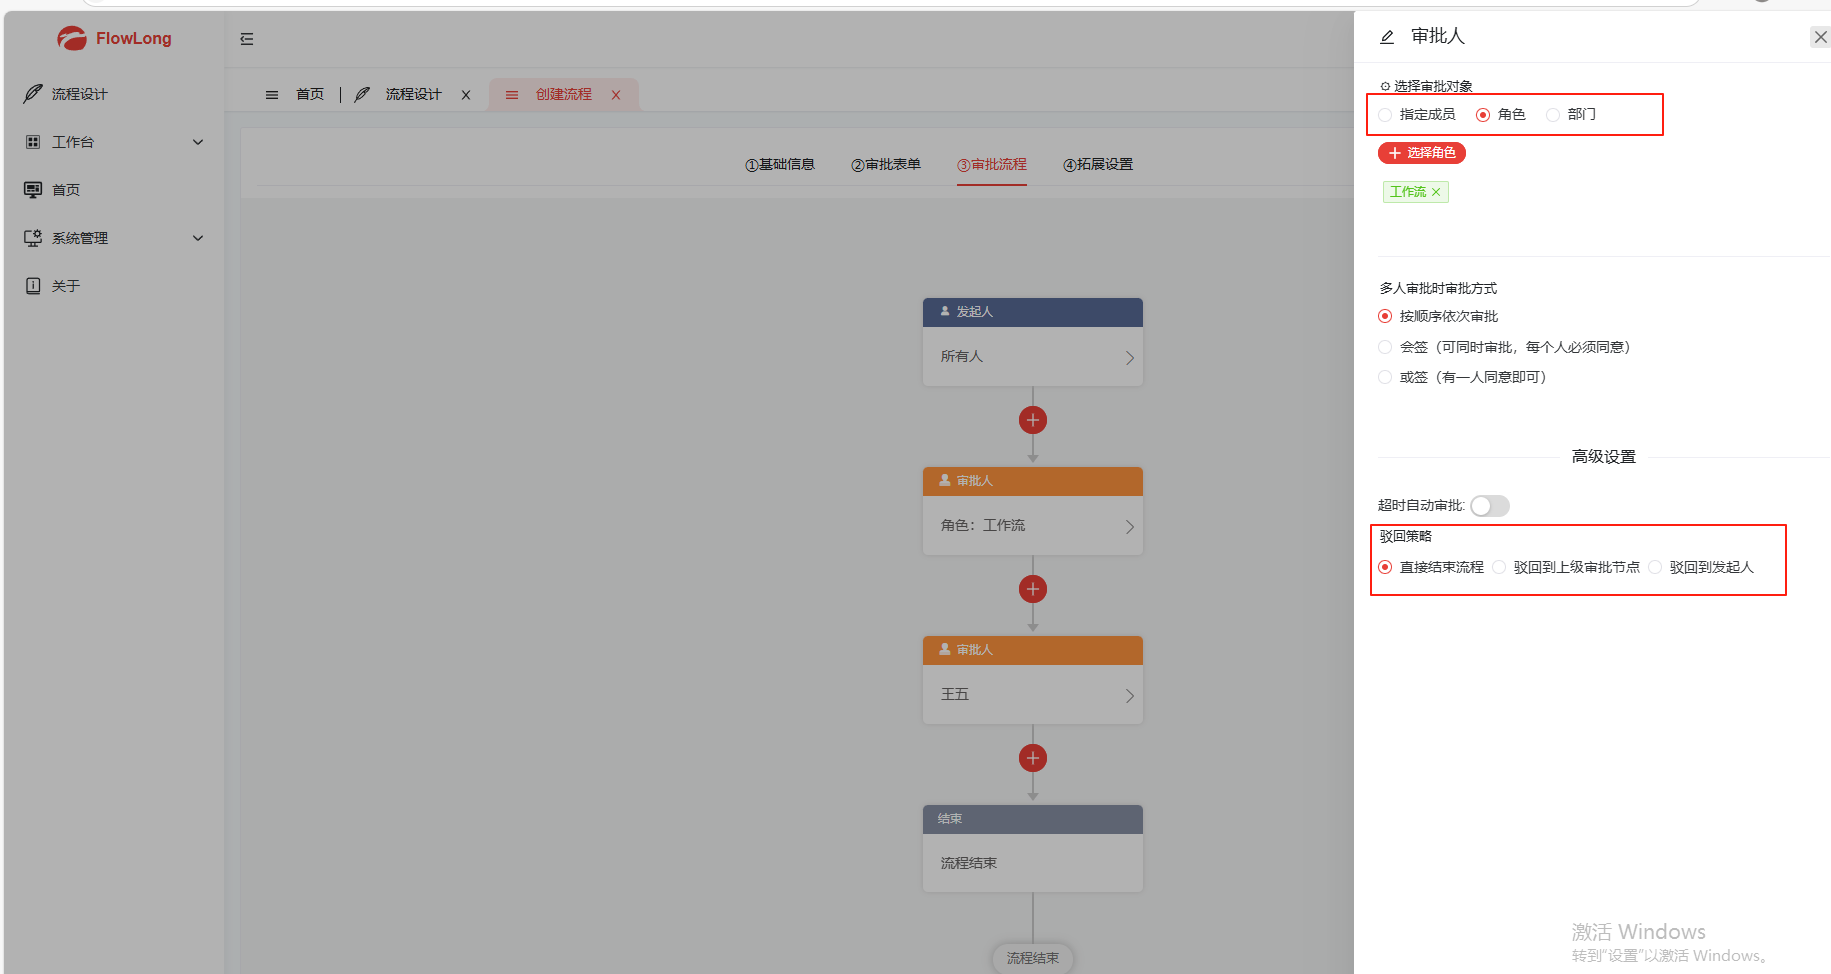 FlowLong
流程设计
工作台
首页
系统管理
关于
首页
流程设计
创建流程
①基础信息
②审批表单
③审批流程
④拓展设置
发起人
所有人
审批人
角色：工作流
审批人
王五
结束
流程结束
流程结束
审批人
选择审批对象
指定成员
角色
部门
选择角色
工作流
多人审批时审批方式
按顺序依次审批
会签（可同时审批，每个人必须同意）
或签（有一人同意即可）
高级设置
超时自动审批:
驳回策略
直接结束流程
驳回到上级审批节点
驳回到发起人
激活 Windows
转到"设置"以激活 Windows。